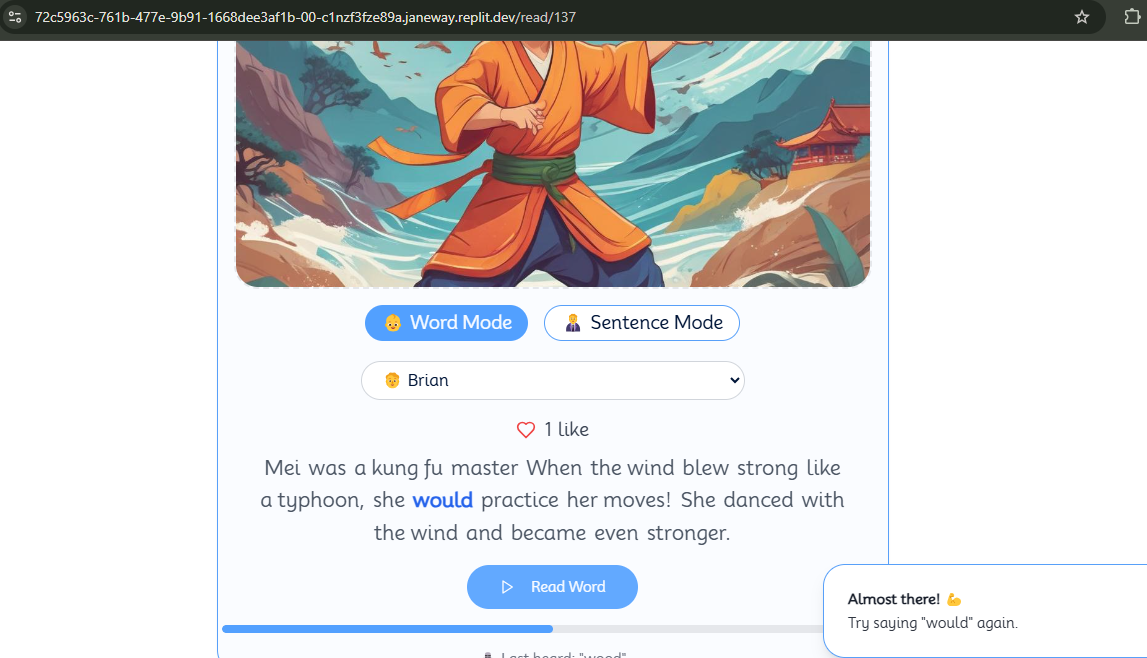 72c5963c-761b-477e-9b91-1668dee3af1b-00-c1nzf3fze89a.janeway.replit.dev/read/137
👶 Word Mode
🤵 Sentence Mode
👦 Brian
1 like
Mei was a kung fu master When the wind blew strong like
a typhoon, she would practice her moves! She danced with
the wind and became even stronger.
Read Word
Almost there! 💪
Try saying "would" again.
Last heard: "wood"